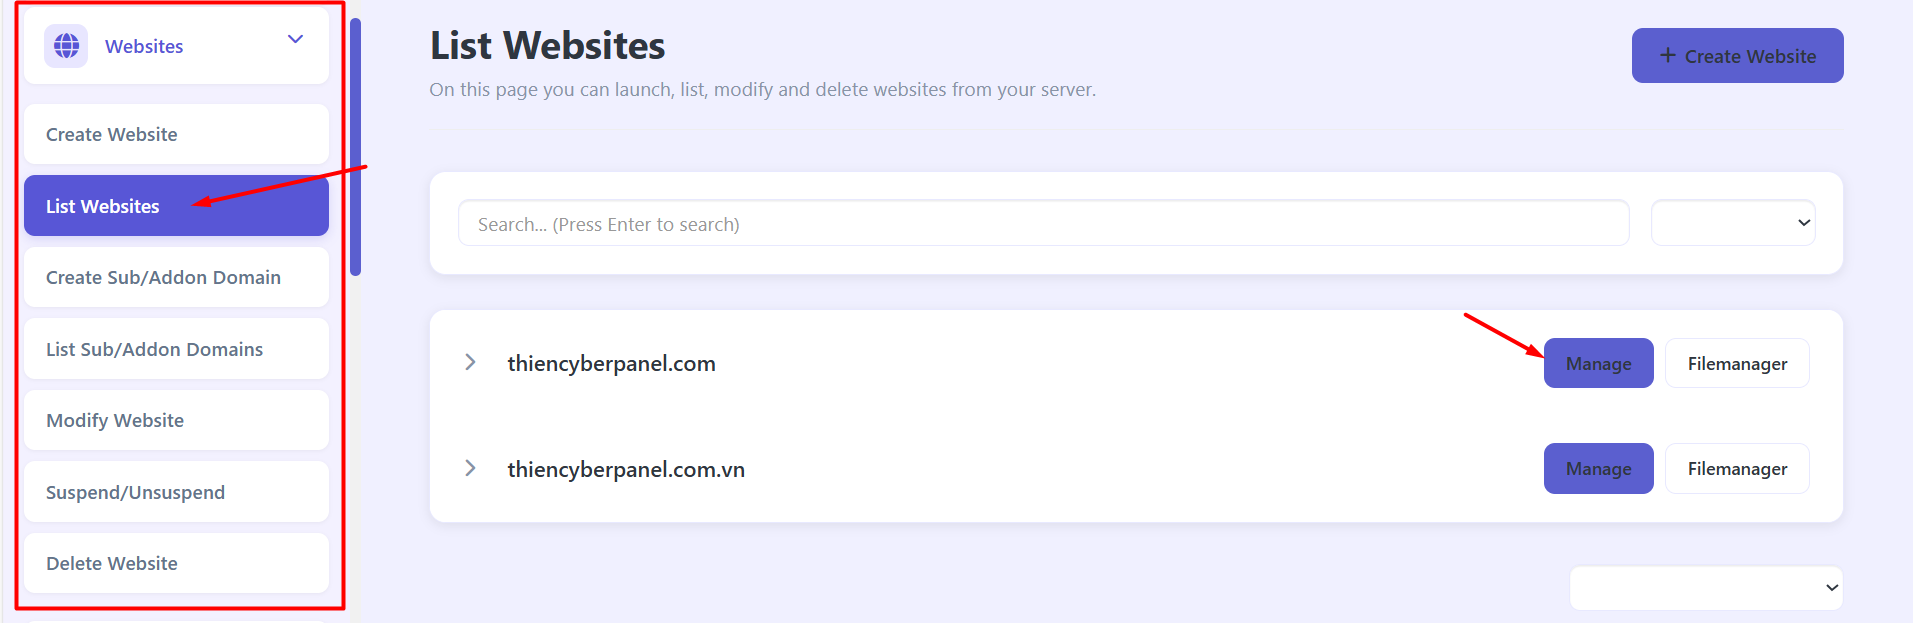 Websites
Create Website
List Websites
Create Sub/Addon Domain
List Sub/Addon Domains
Modify Website
Suspend/Unsuspend
Delete Website
List Websites
On this page you can launch, list, modify and delete websites from your server.
+ Create Website
Search... (Press Enter to search)
thiencyberpanel.com
Manage
Filemanager
thiencyberpanel.com.vn
Manage
Filemanager